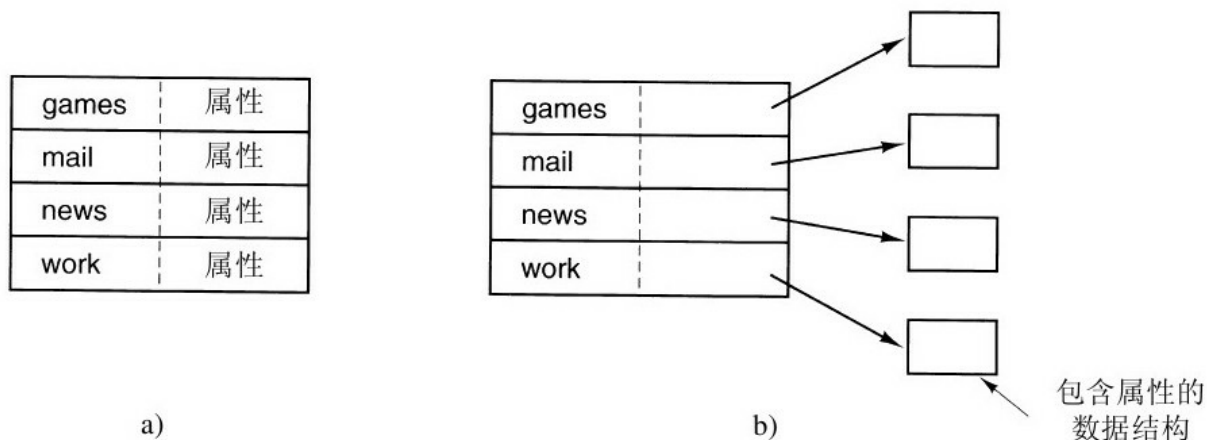 games 属性
mail 属性
news 属性
work 属性
a)
games
mail
news
work
b)
包含属性的
数据结构